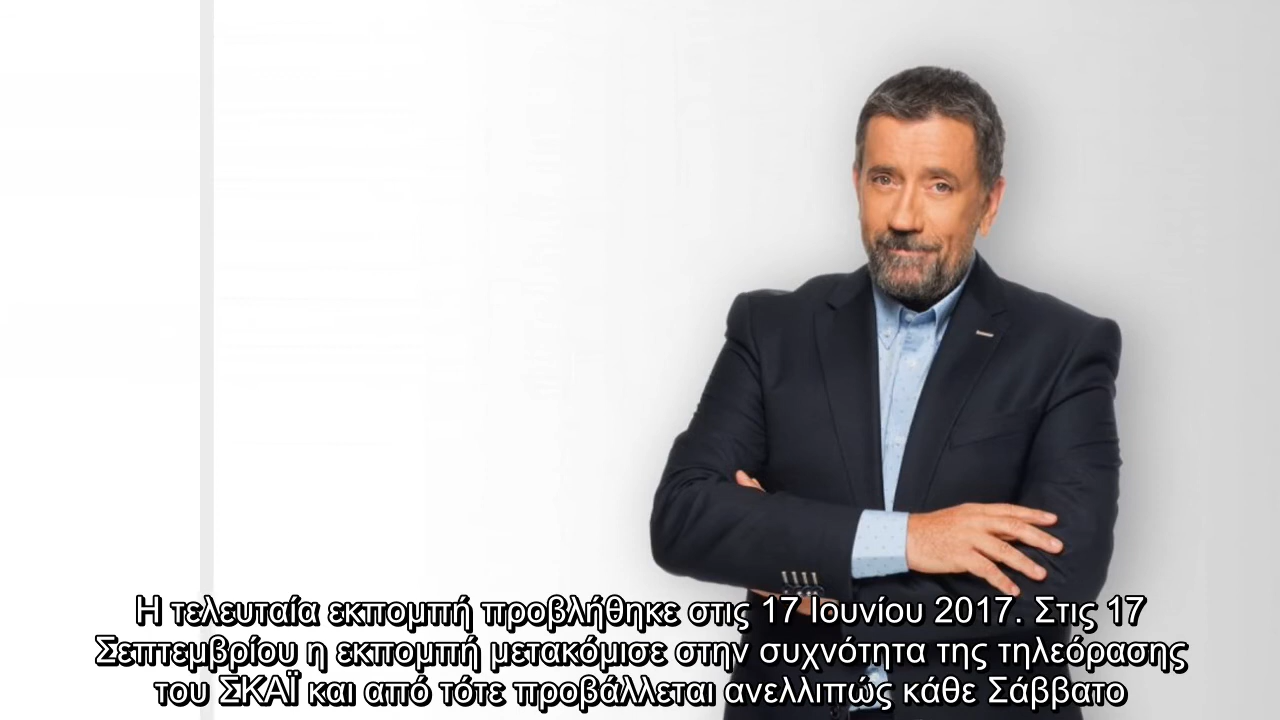 Η τελευταία εκπομπή προβλήθηκε στις 17 Ιουνίου 2017. Στις 17
Σεπτεμβρίου η εκπομπή μετακόμισε στην συχνότητα της τηλεόρασης
του ΣΚΑΪ και από τότε προβάλλεται ανελλιπώς κάθε Σάββατο